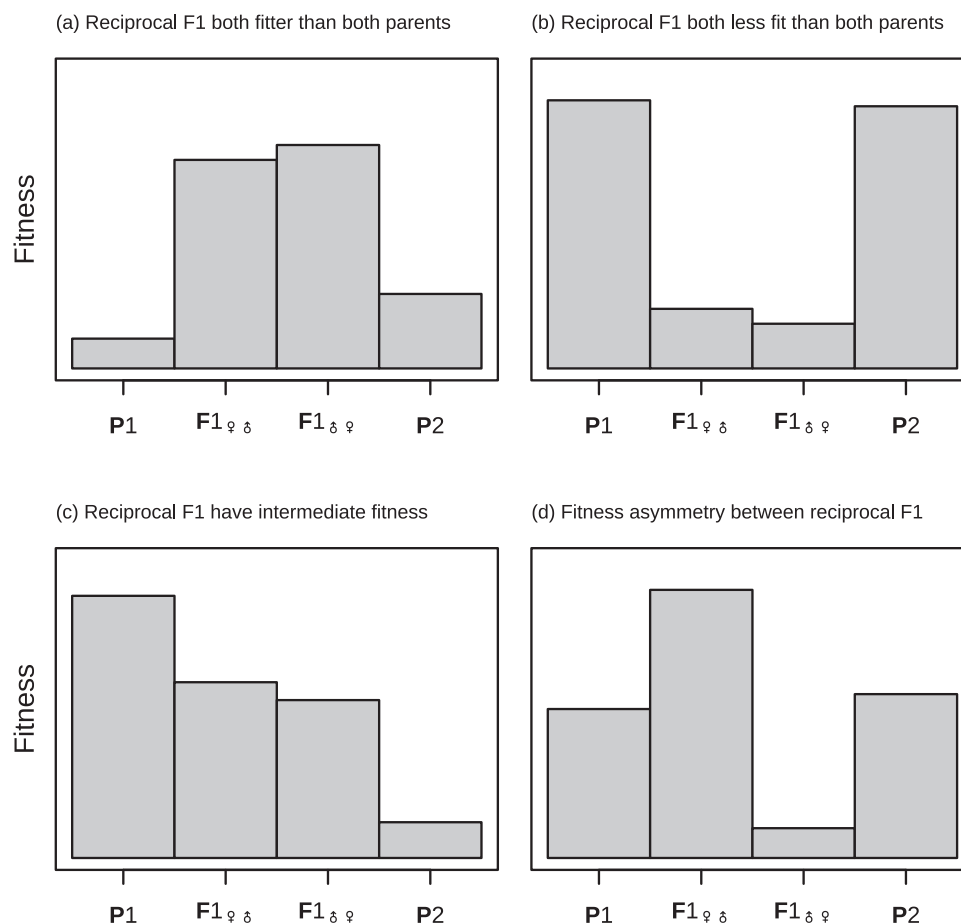 (a) Reciprocal F1 both fitter than both parents
(b) Reciprocal F1 both less fit than both parents
Fitness
P1 F1♀♂ F1♂♀ P2
P1 F1♀♂ F1♂♀ P2
(c) Reciprocal F1 have intermediate fitness
(d) Fitness asymmetry between reciprocal F1
Fitness
P1 F1♀♂ F1♂♀ P2
P1 F1♀♂ F1♂♀ P2